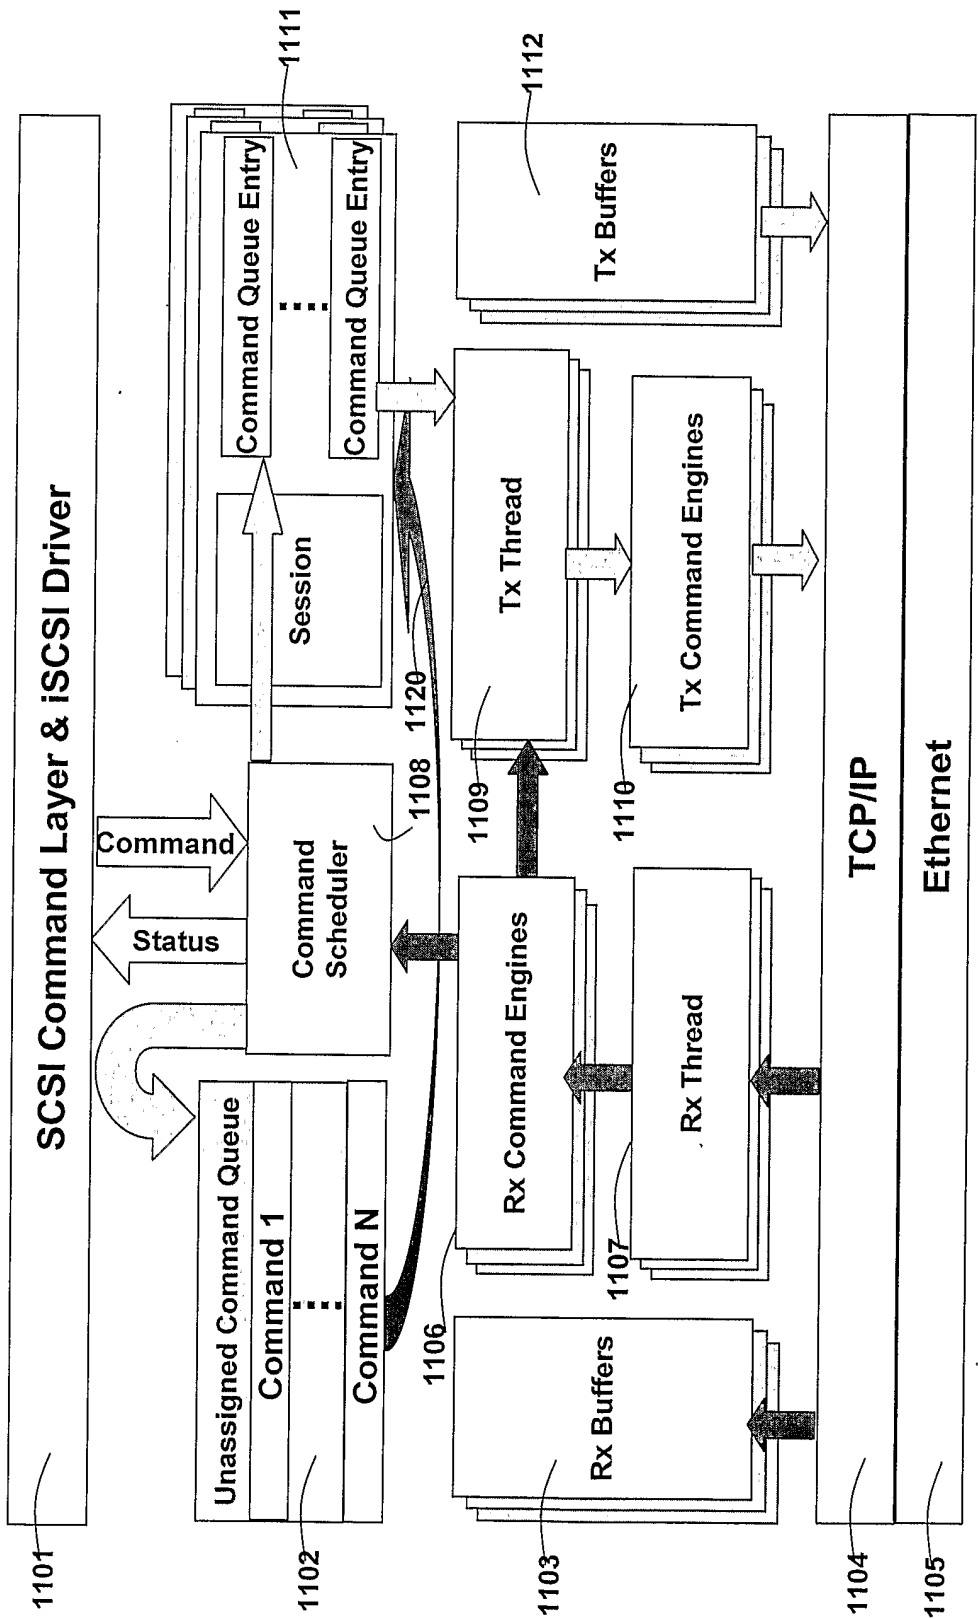 SCSI Command Layer & iSCSI Driver
1101
Unassigned Command Queue
Command 1
Command N
1102
Status
Command
Command
Scheduler
1108
Session
Command Queue Entry
Command Queue Entry
1111
1120
Rx Buffers
1103
Rx Command Engines
1106
Rx Thread
1107
Tx Thread
1109
Tx Command Engines
1110
Tx Buffers
1112
TCP/IP
1104
Ethernet
1105